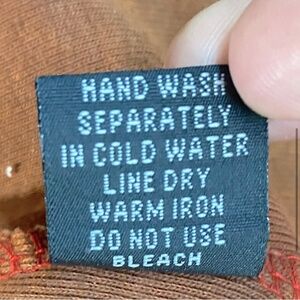 HAND WASH
SEPARATELY
IN COLD WATER
LINE DRY
WARM IRON
DO NOT USE
BLEACH